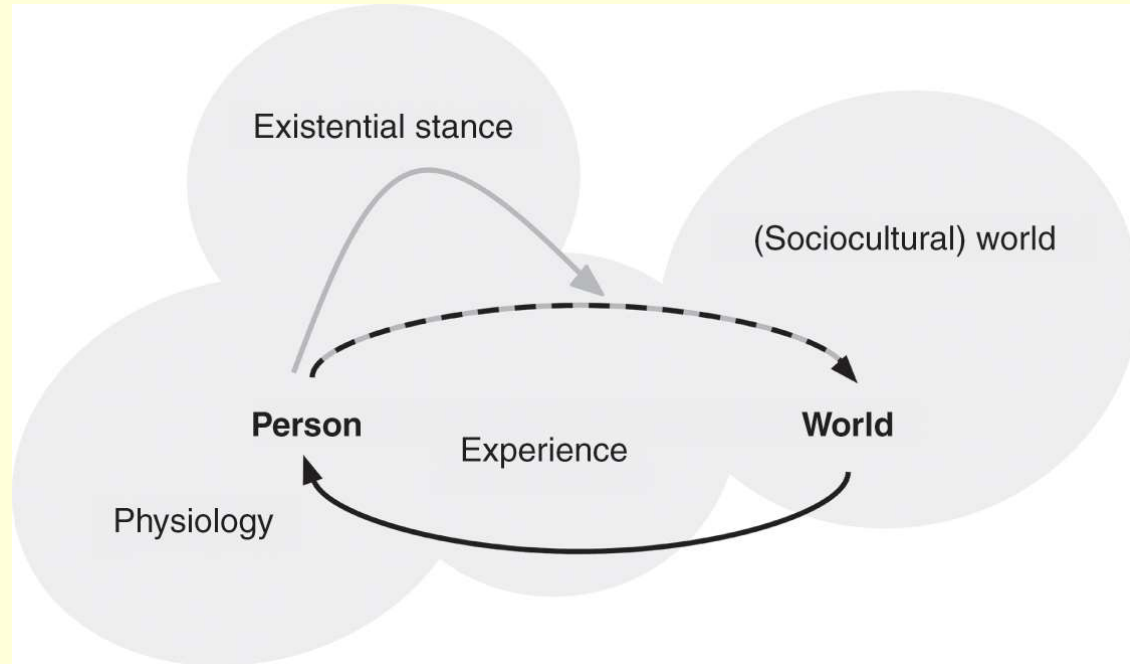 Existential stance
(Sociocultural) world
Person
World
Experience
Physiology